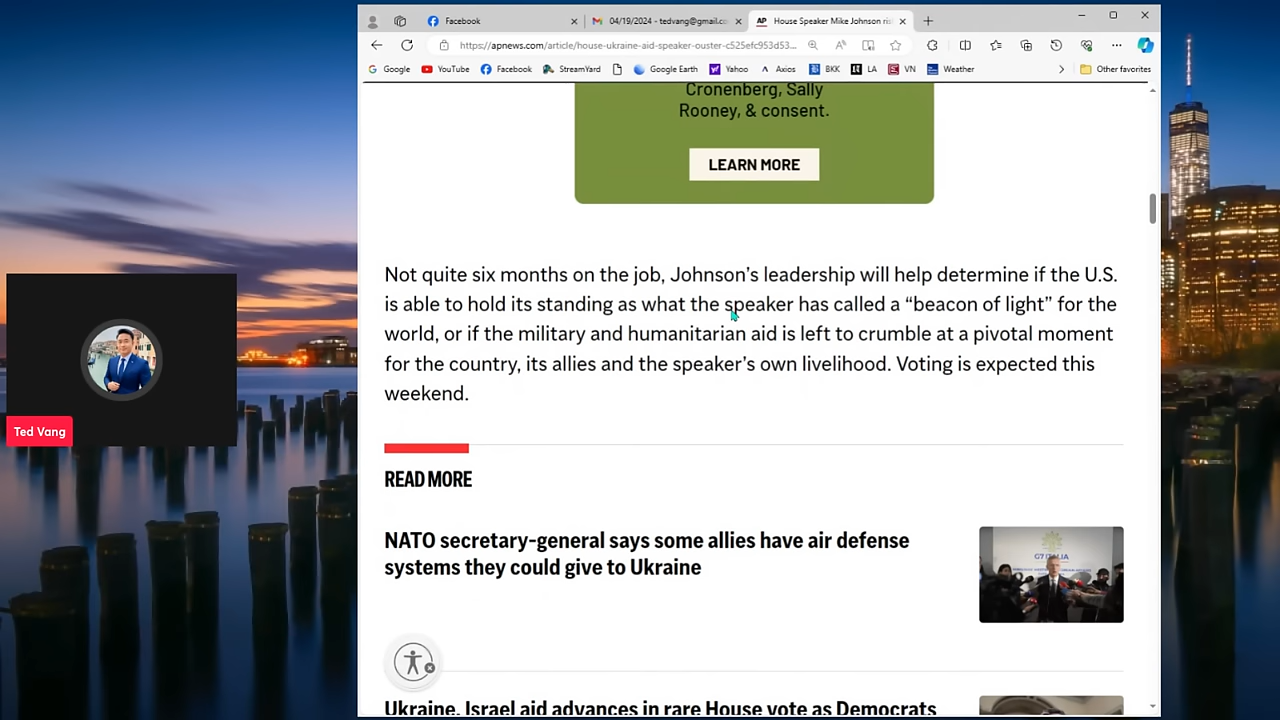 Facebook
04/19/2024 - tedvang@gmail.co
AP House Speaker Mike Johnson ris
https://apnews.com/article/house-ukraine-aid-speaker-ouster-c525efc953d53...
Google YouTube Facebook StreamYard Google Earth Yahoo Axios BKK LA VN Weather Other favorites
Cronenberg, Sally
Rooney, & consent.
LEARN MORE
Not quite six months on the job, Johnson’s leadership will help determine if the U.S.
is able to hold its standing as what the speaker has called a “beacon of light” for the
world, or if the military and humanitarian aid is left to crumble at a pivotal moment
for the country, its allies and the speaker’s own livelihood. Voting is expected this
weekend.
READ MORE
NATO secretary-general says some allies have air defense
systems they could give to Ukraine
G7 ITALIA
Ukraine, Israel aid advances in rare House vote as Democrats
Ted Vang